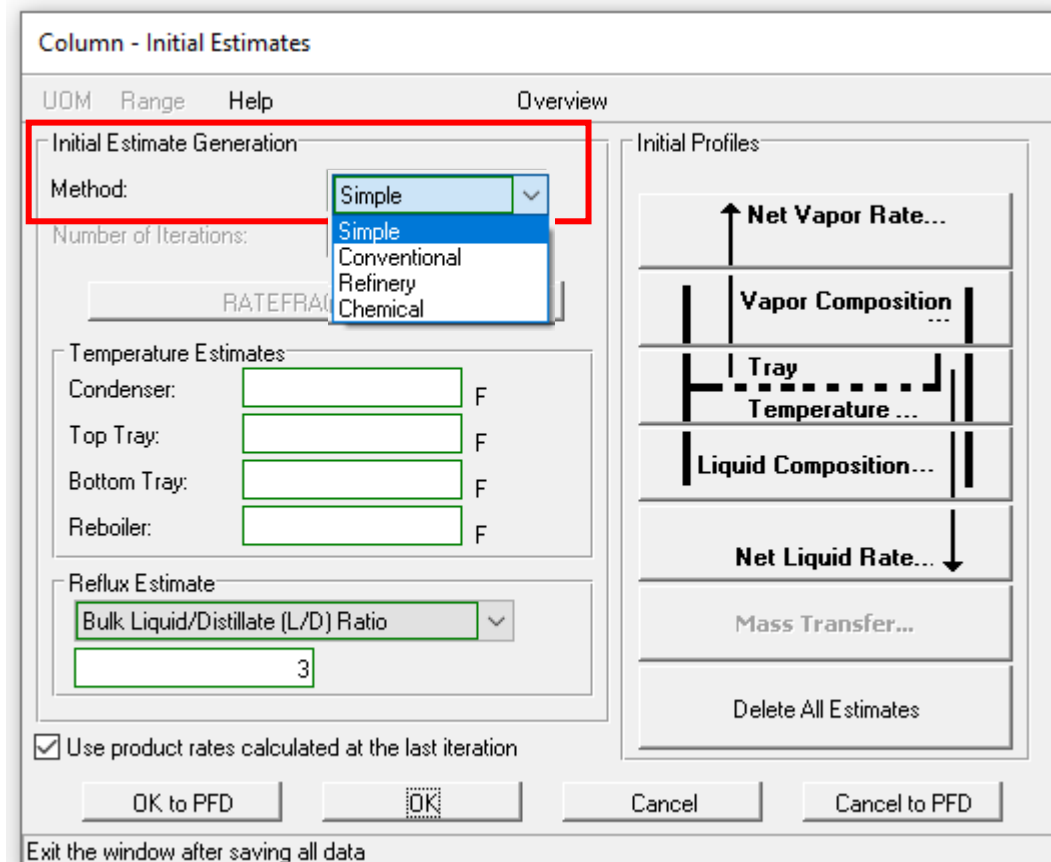 Column - Initial Estimates
UOM Range Help Overview
Initial Estimate Generation
Method: Simple
Simple
Conventional
Refinery
Chemical
Number of Iterations:
Temperature Estimates
Condenser: F
Top Tray: F
Bottom Tray: F
Reboiler: F
Reflux Estimate
Bulk Liquid/Distillate (L/D) Ratio
3
Initial Profiles
Net Vapor Rate...
Vapor Composition
...
Tray
Temperature ...
Liquid Composition...
Net Liquid Rate...
Mass Transfer...
Delete All Estimates
Use product rates calculated at the last iteration
OK to PFD OK Cancel Cancel to PFD
Exit the window after saving all data